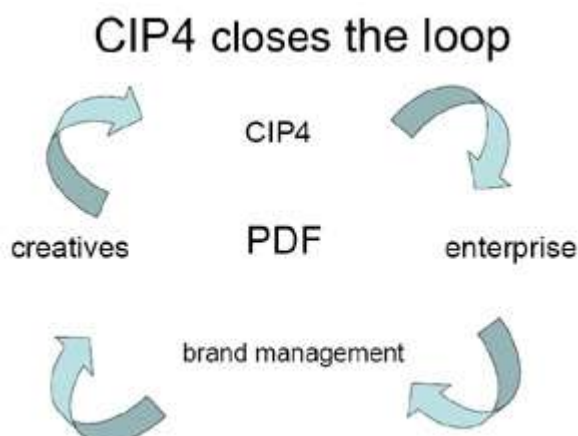 CIP4 closes the loop
CIP4
creatives
PDF
enterprise
brand management